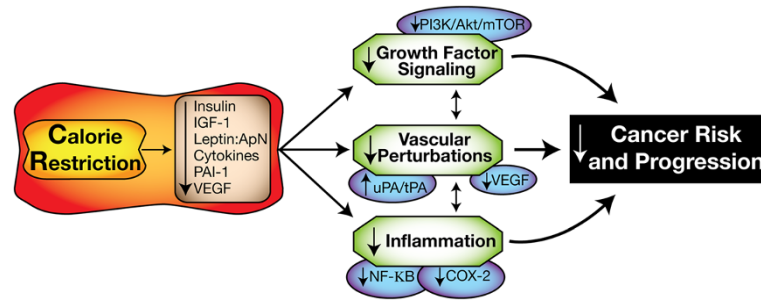 ↓PI3K/Akt/mTOR
↓ Growth Factor
Signaling
Calorie
Restriction
↓ Insulin
IGF-1
Leptin:ApN
Cytokines
PAI-1
VEGF
↓ Vascular
Perturbations
↑ uPA/tPA
↓VEGF
↓ Inflammation
↓NF-κB
↓COX-2
↓ Cancer Risk
and Progression